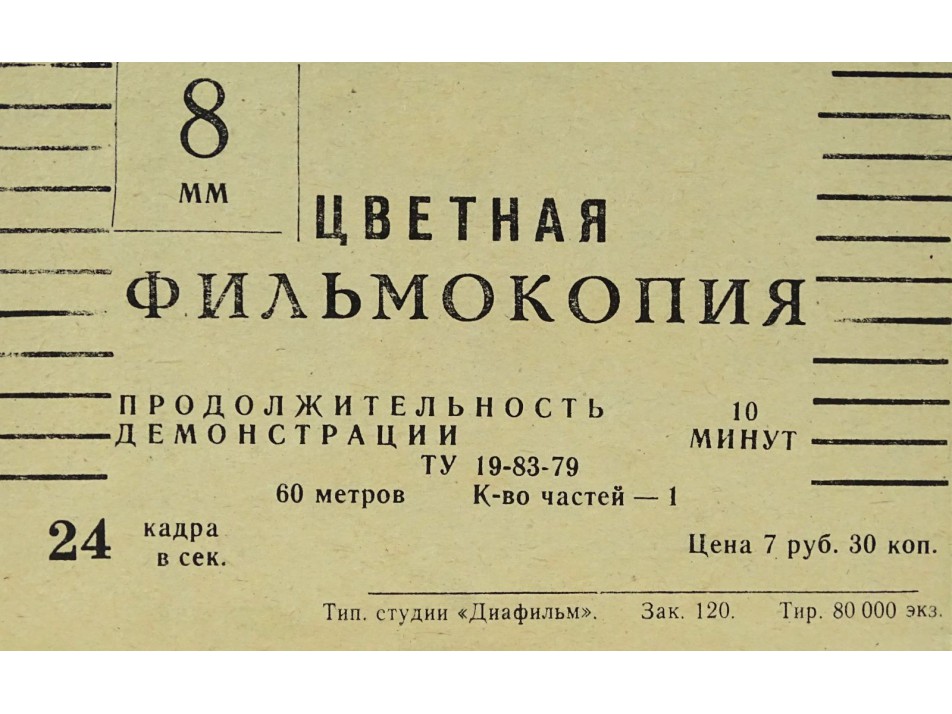 8
мм
ЦВЕТНАЯ
ФИЛЬМОКОПИЯ
ПРОДОЛЖИТЕЛЬНОСТЬ 10
ДЕМОНСТРАЦИИ МИНУТ
ТУ 19-83-79
60 метров К-во частей — 1
24 кадра
в сек.
Цена 7 руб. 30 коп.
Тип. студии «Диафильм». Зак. 120. Тир. 80 000 экз.